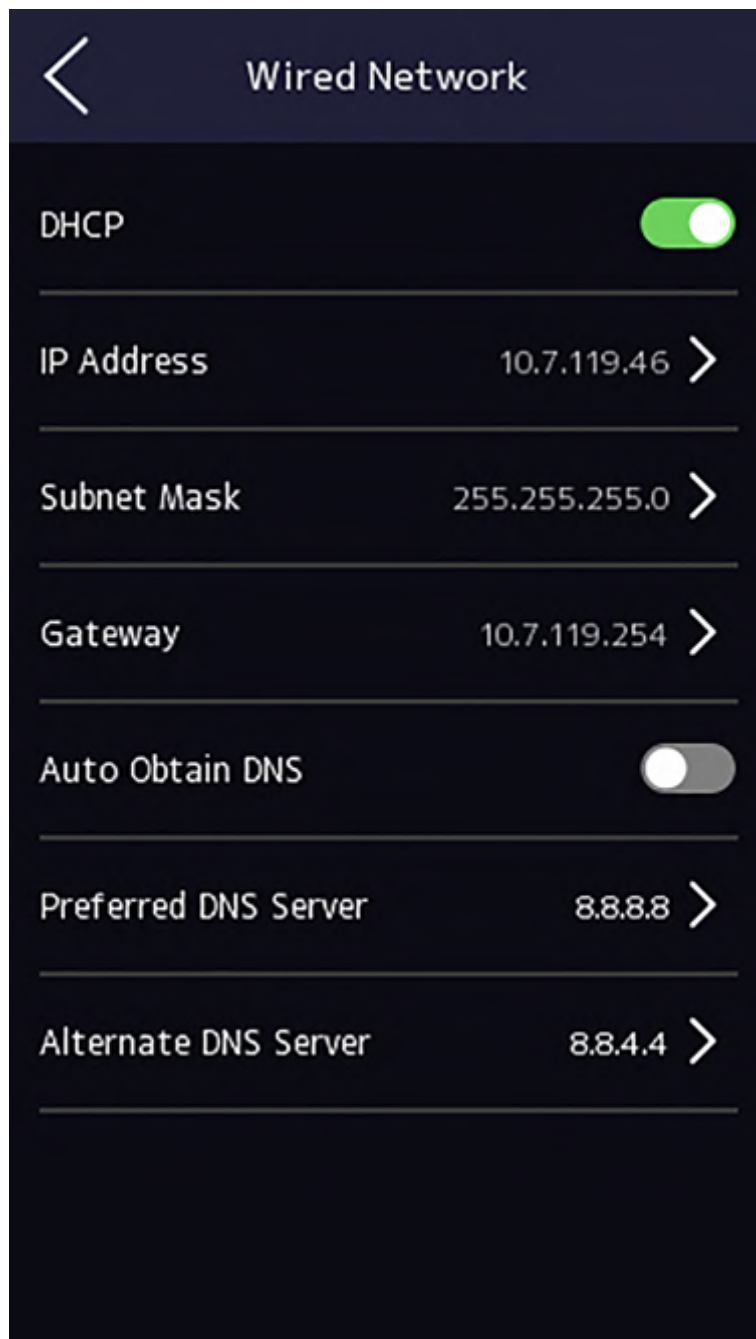 Wired Network
DHCP
IP Address 10.7.119.46
Subnet Mask 255.255.255.0
Gateway 10.7.119.254
Auto Obtain DNS
Preferred DNS Server 8.8.8.8
Alternate DNS Server 8.8.4.4